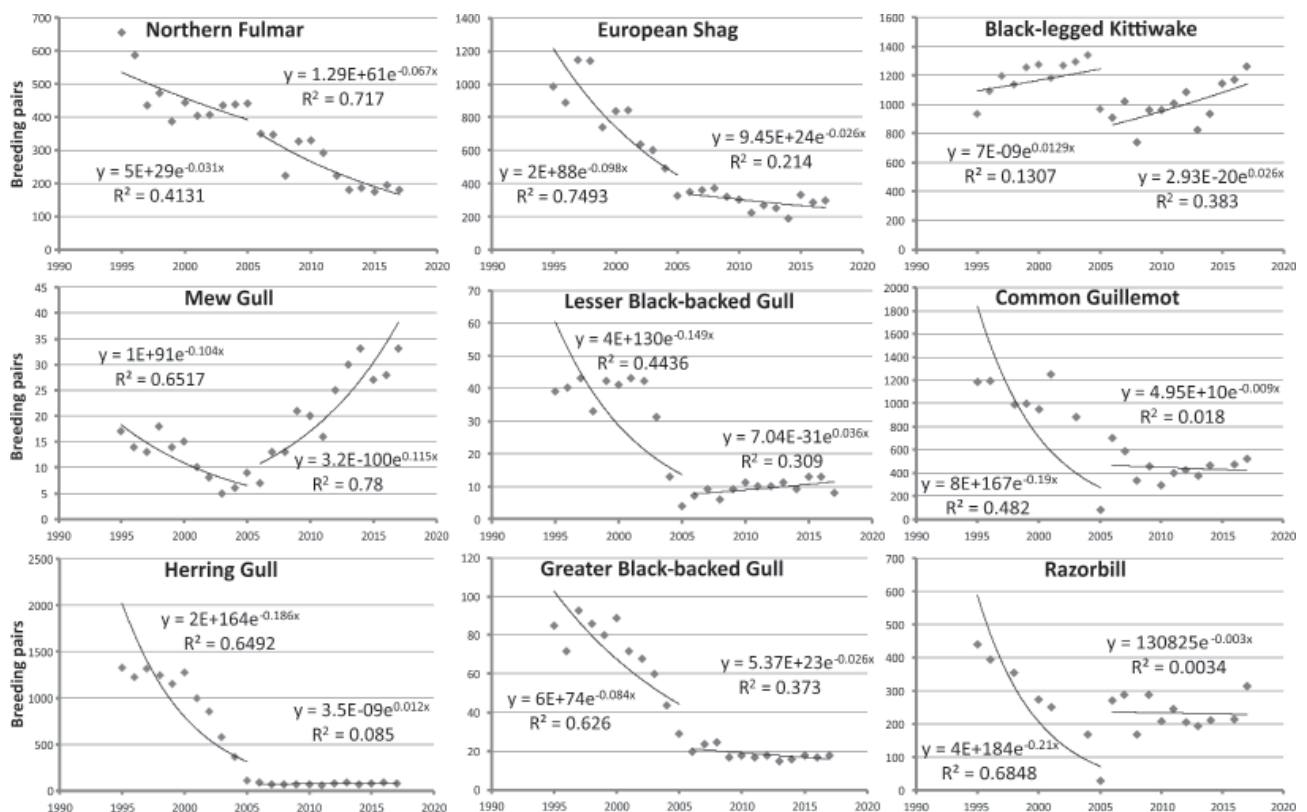 Northern Fulmar
Breeding pairs
700
600
500
400
300
200
100
0
y = 1.29E+61e^-0.067x
R² = 0.717
y = 5E+29e^-0.031x
R² = 0.4131
1990 1995 2000 2005 2010 2015 2020
European Shag
1400
1200
1000
800
600
400
200
0
y = 9.45E+24e^-0.026x
R² = 0.214
y = 2E+88e^-0.098x
R² = 0.7493
1990 1995 2000 2005 2010 2015 2020
Black-legged Kittiwake
1600
1400
1200
1000
800
600
400
200
0
y = 7E-09e^0.0129x
R² = 0.1307
y = 2.93E-20e^0.026x
R² = 0.383
1990 1995 2000 2005 2010 2015 2020
Mew Gull
Breeding pairs
45
40
35
30
25
20
15
10
5
0
y = 1E+91e^-0.104x
R² = 0.6517
y = 3.2E-100e^0.115x
R² = 0.78
1990 1995 2000 2005 2010 2015 2020
Lesser Black-backed Gull
70
60
50
40
30
20
10
0
y = 4E+130e^-0.149x
R² = 0.4436
y = 7.04E-31e^0.036x
R² = 0.309
1990 1995 2000 2005 2010 2015 2020
Common Guillemot
2000
1800
1600
1400
1200
1000
800
600
400
200
0
y = 4.95E+10e^-0.009x
R² = 0.018
y = 8E+167e^-0.19x
R² = 0.482
1990 1995 2000 2005 2010 2015 2020
Herring Gull
Breeding pairs
2500
2000
1500
1000
500
0
y = 2E+164e^-0.186x
R² = 0.6492
y = 3.5E-09e^0.012x
R² = 0.085
1990 1995 2000 2005 2010 2015 2020
Greater Black-backed Gull
120
100
80
60
40
20
0
y = 5.37E+23e^-0.026x
R² = 0.373
y = 6E+74e^-0.084x
R² = 0.626
1990 1995 2000 2005 2010 2015 2020
Razorbill
700
600
500
400
300
200
100
0
y = 130825e^-0.003x
R² = 0.0034
y = 4E+184e^-0.21x
R² = 0.6848
1990 1995 2000 2005 2010 2015 2020